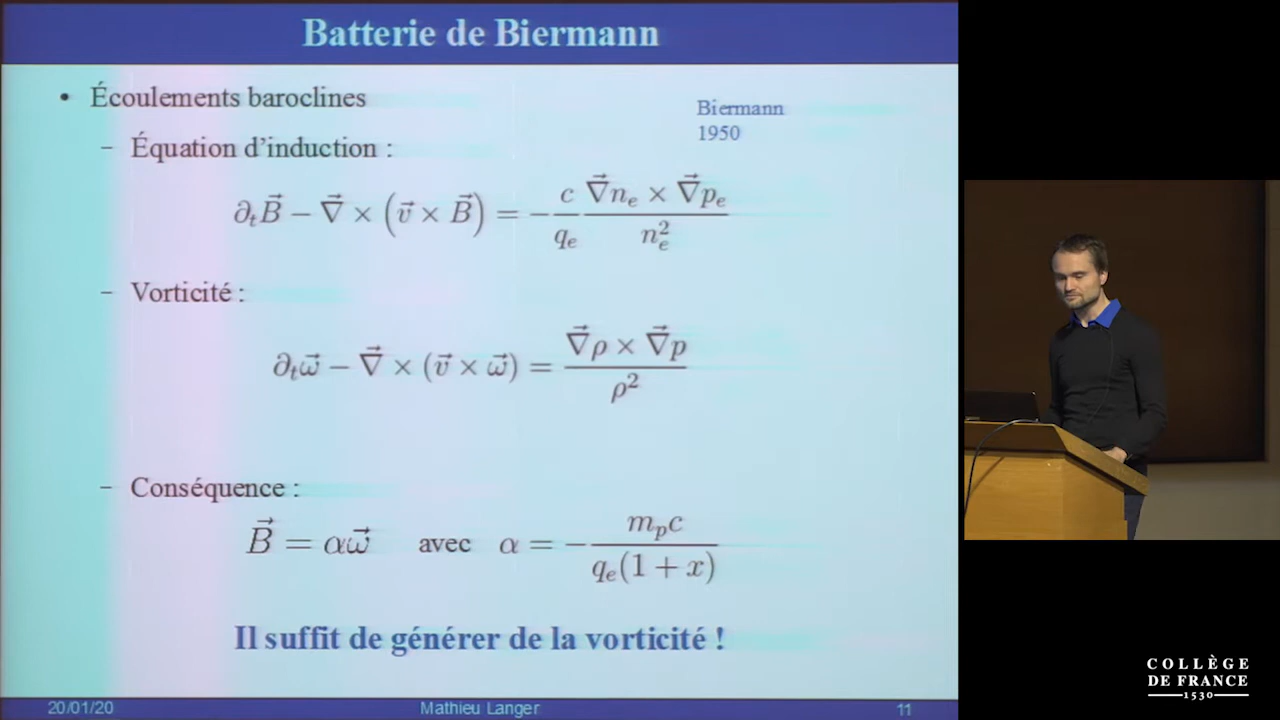 Batterie de Biermann
• Écoulements baroclines
Biermann
1950
– Équation d'induction :
∂ₜB⃗ − ∇⃗ × (v⃗ × B⃗) = − c/qₑ (∇⃗nₑ × ∇⃗pₑ)/nₑ²
– Vorticité :
∂ₜω⃗ − ∇⃗ × (v⃗ × ω⃗) = (∇⃗ρ × ∇⃗p)/ρ²
– Conséquence :
B⃗ = αω⃗ avec α = − mₚc/qₑ(1 + x)
Il suffit de générer de la vorticité !
20/01/20 Mathieu Langer 11
COLLÈGE
DE FRANCE
1530